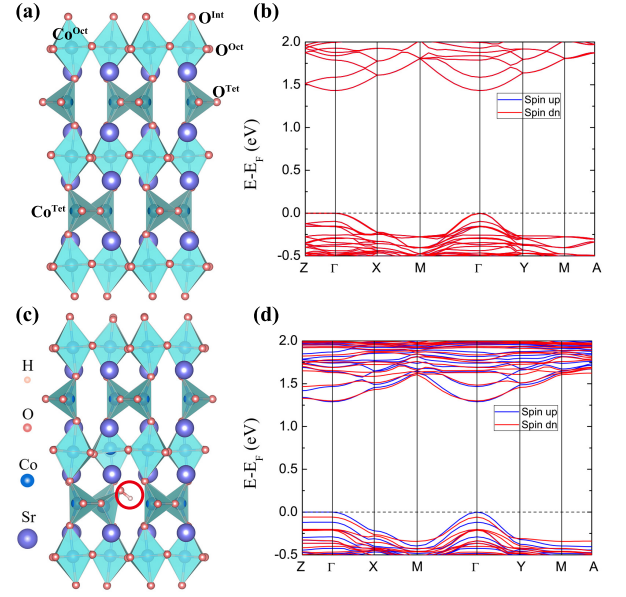 (a)
O^Int
Co^Oct
O^Oct
O^Tet
Co^Tet
(b)
2.0
1.5
1.0
0.5
0.0
-0.5
E-E_F (eV)
Spin up
Spin dn
Z Γ X M Γ Y M A
(c)
H
O
Co
Sr
(d)
2.0
1.5
1.0
0.5
0.0
-0.5
E-E_F (eV)
Spin up
Spin dn
Z Γ X M Γ Y M A